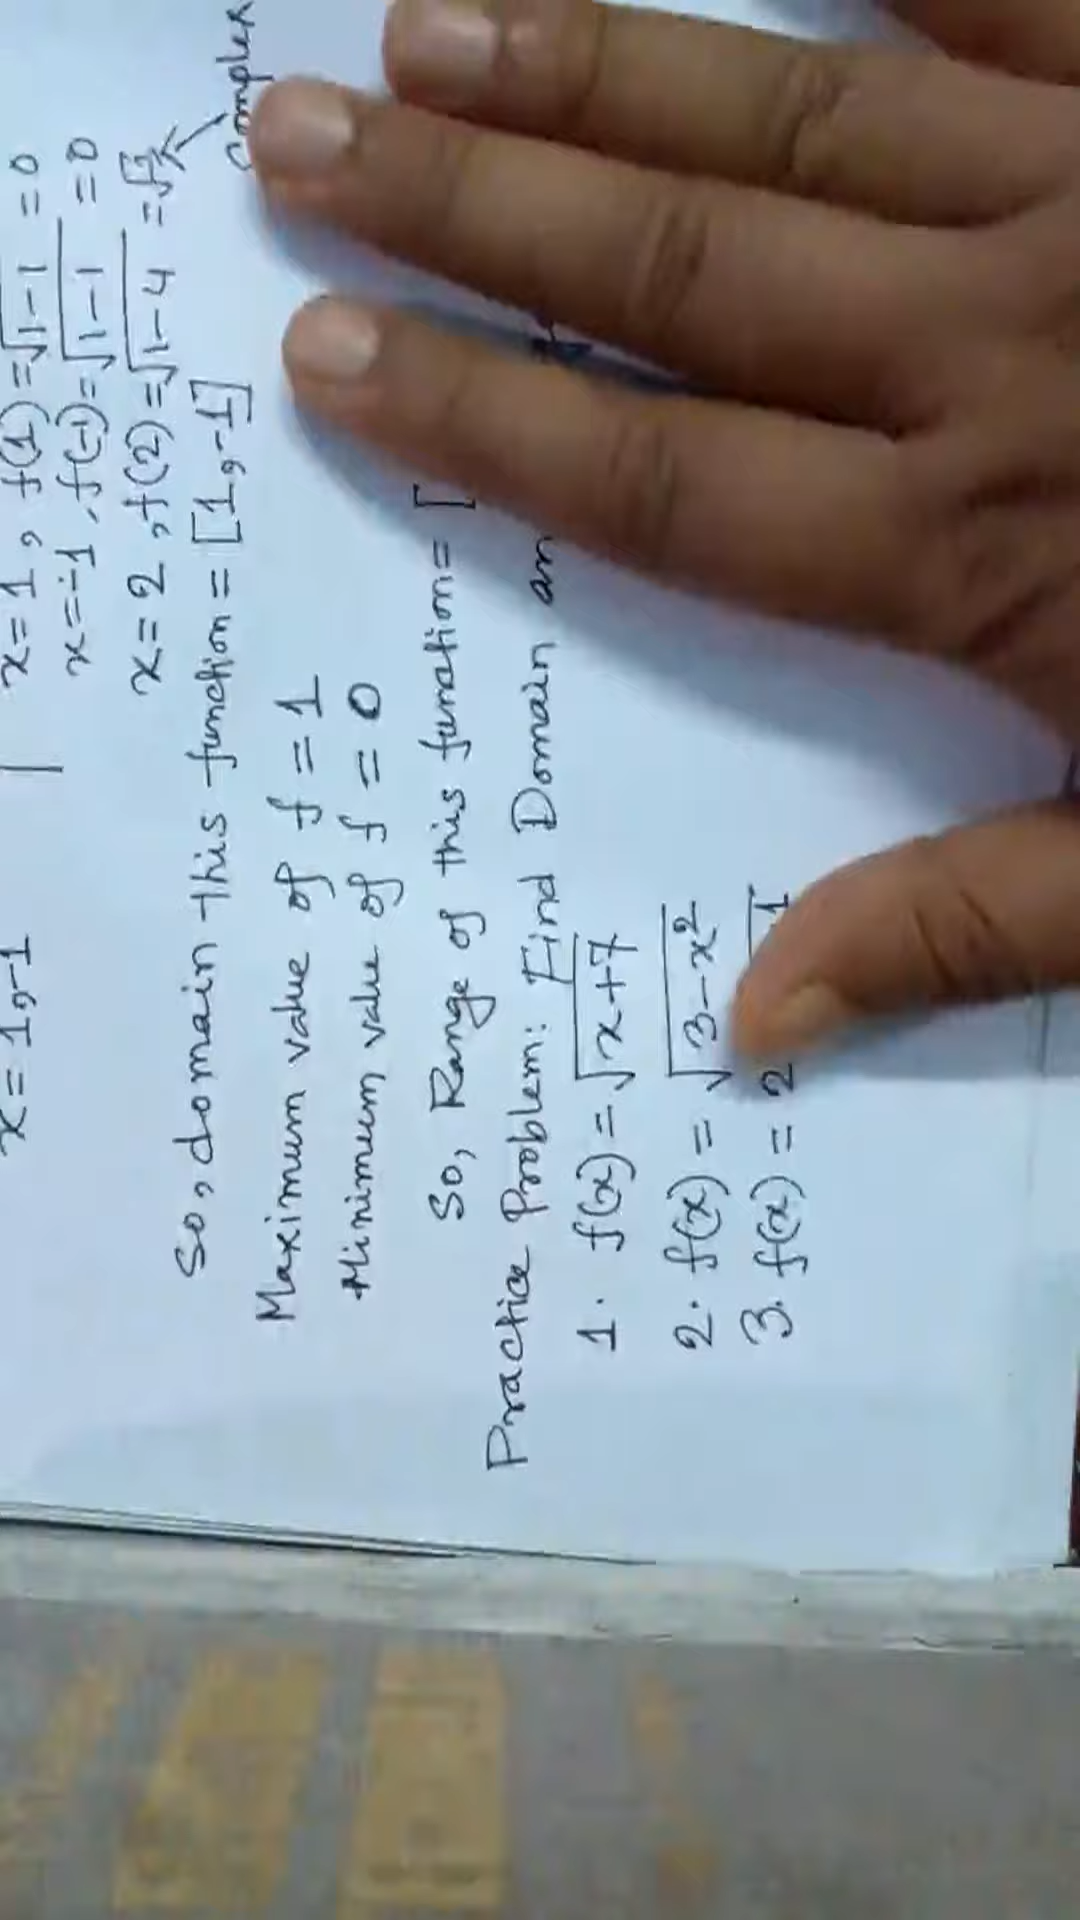 x = 1, -1
x = 1, f(1) = √1-1 = 0
x = -1, f(-1) = √1-1 = 0
x = 2, f(2) = √1-4 =
Complex
So, domain this function = [1, -1]
Maximum value of f = 1
Minimum value of f = 0
So, Range of this function = [
Practice Problem: Find Domain an
1. f(x) = √x+7
2. f(x) = √3-x²
3. f(x) = 2 1